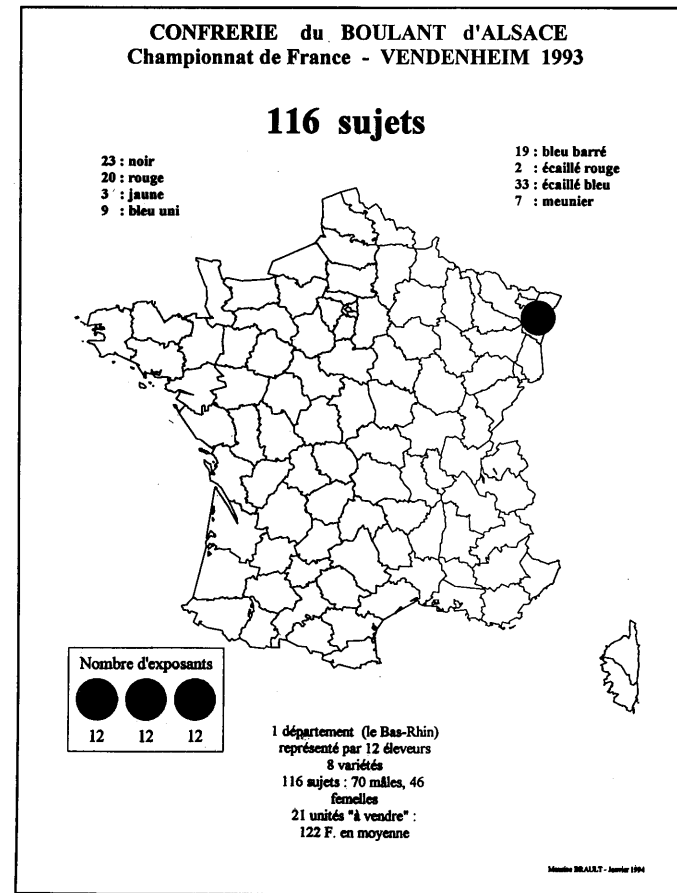 CONFRERIE du BOULANT d'ALSACE
Championnat de France - VENDENHEIM 1993
116 sujets
23 : noir
20 : rouge
3 : jaune
9 : bleu uni
19 : bleu barré
2 : écaillé rouge
33 : écaillé bleu
7 : meunier
Nombre d'exposants
12 12 12
1 département (le Bas-Rhin)
représenté par 12 éleveurs
8 variétés
116 sujets : 70 mâles, 46
femelles
21 unités "à vendre" :
122 F. en moyenne
BRAULT - Janvier 1994